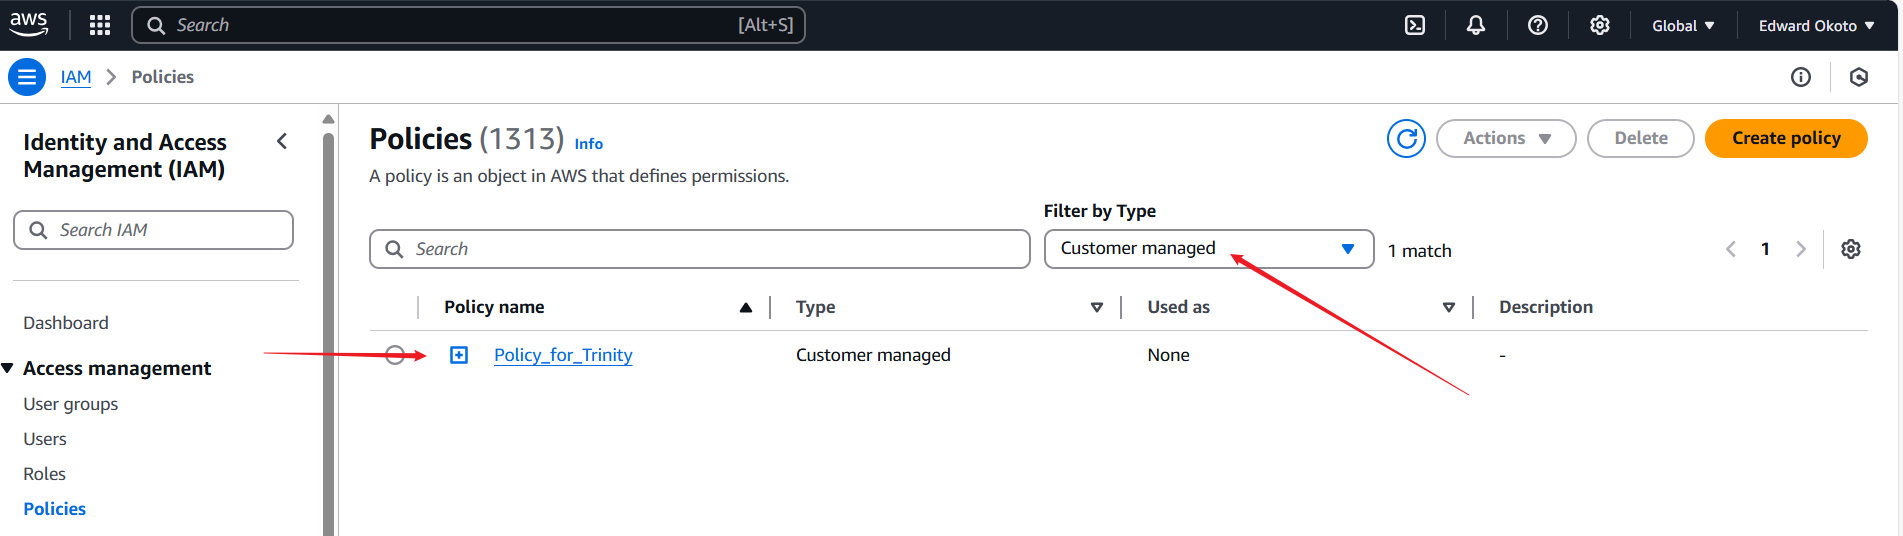 aws
Search [Alt+S]
Global
Edward Okoto
IAM
Policies
Identity and Access
Management (IAM)
Search IAM
Dashboard
Access management
User groups
Users
Roles
Policies
Policies (1313) Info
A policy is an object in AWS that defines permissions.
Actions
Delete
Create policy
Filter by Type
Search
Customer managed
1 match
1
Policy name Type Used as Description
Policy_for_Trinity Customer managed None -